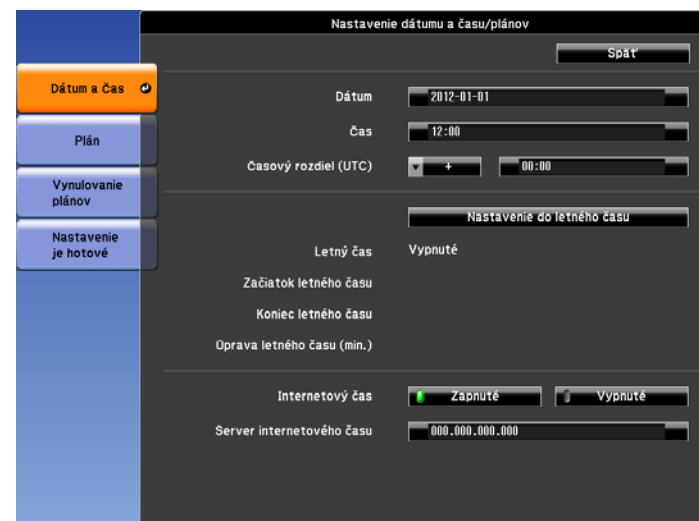 Nastavenie dátumu a času/plánov
Späť
Dátum a čas
Plán
Vynulovanie
plánov
Nastavenie
je hotové
Dátum 2012-01-01
Čas 12:00
Časový rozdiel (UTC) + 00:00
Nastavenie do letného času
Letný čas Vypnuté
Začiatok letného času
Koniec letného času
Úprava letného času (min.)
Internetový čas Zapnuté Vypnuté
Server internetového času 000.000.000.000